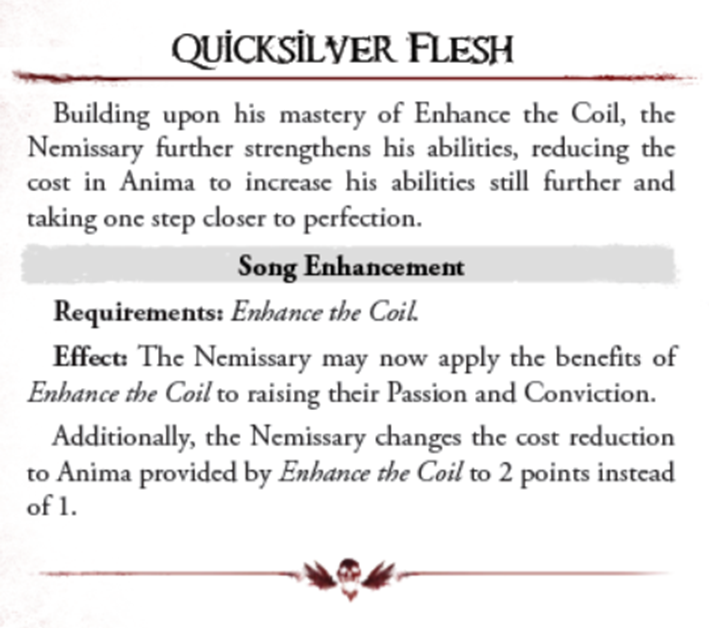 QUICKSILVER FLESH
Building upon his mastery of Enhance the Coil, the
Nemissary further strengthens his abilities, reducing the
cost in Anima to increase his abilities still further and
taking one step closer to perfection.
Song Enhancement
Requirements: Enhance the Coil.
Effect: The Nemissary may now apply the benefits of
Enhance the Coil to raising their Passion and Conviction.
Additionally, the Nemissary changes the cost reduction
to Anima provided by Enhance the Coil to 2 points instead
of 1.